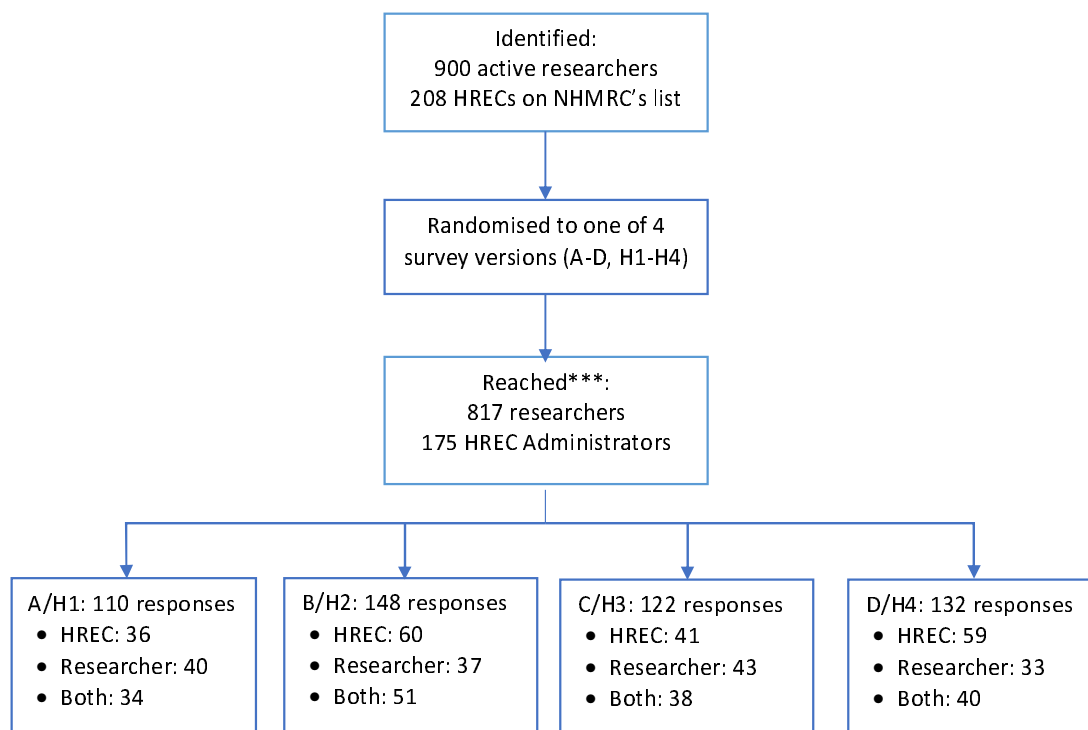 Identified:
900 active researchers
208 HRECs on NHMRC's list
Randomised to one of 4
survey versions (A-D, H1-H4)
Reached***:
817 researchers
175 HREC Administrators
A/H1: 110 responses
• HREC: 36
• Researcher: 40
• Both: 34
B/H2: 148 responses
• HREC: 60
• Researcher: 37
• Both: 51
C/H3: 122 responses
• HREC: 41
• Researcher: 43
• Both: 38
D/H4: 132 responses
• HREC: 59
• Researcher: 33
• Both: 40